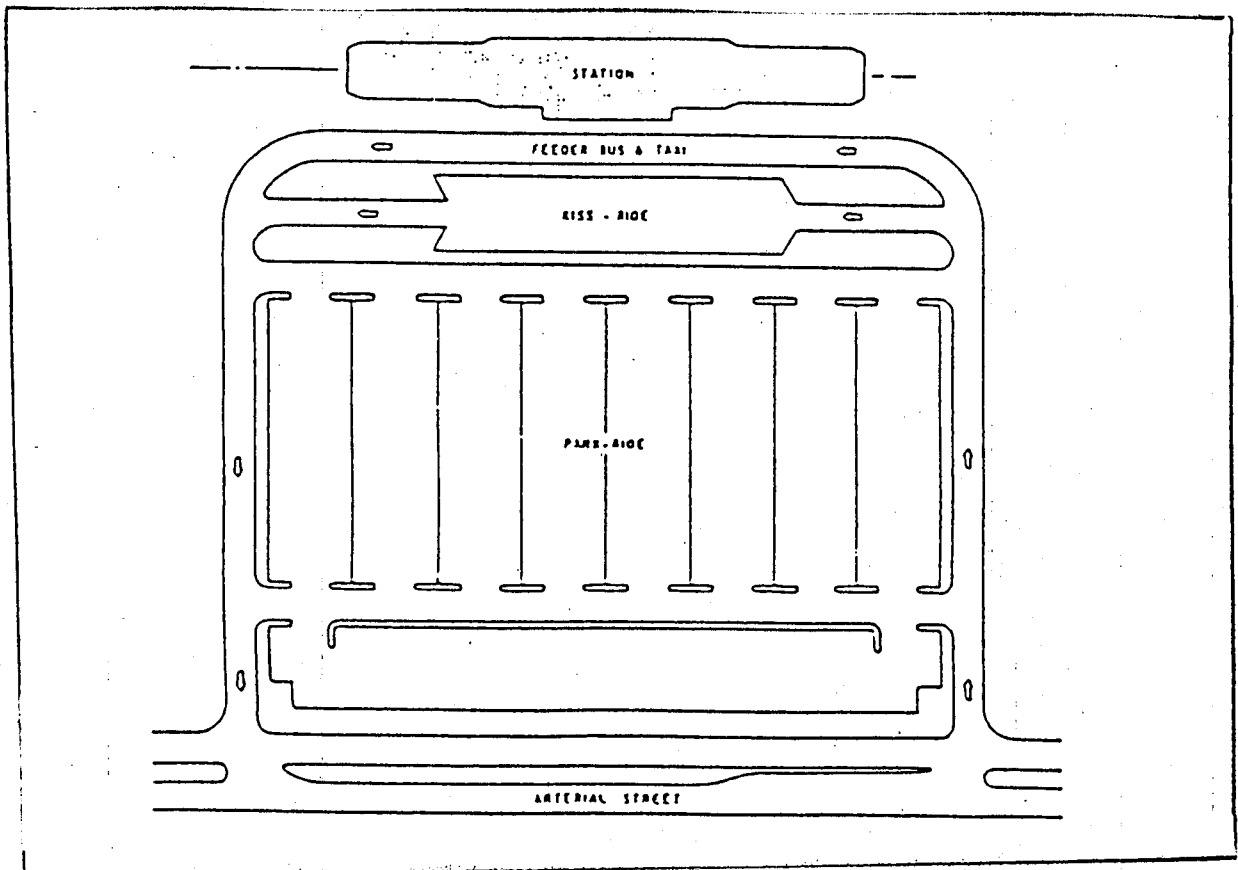 STATION
FEEDER BUS & TAXI
KISS - RIDE
PARK-RIDE
ARTERIAL STREET